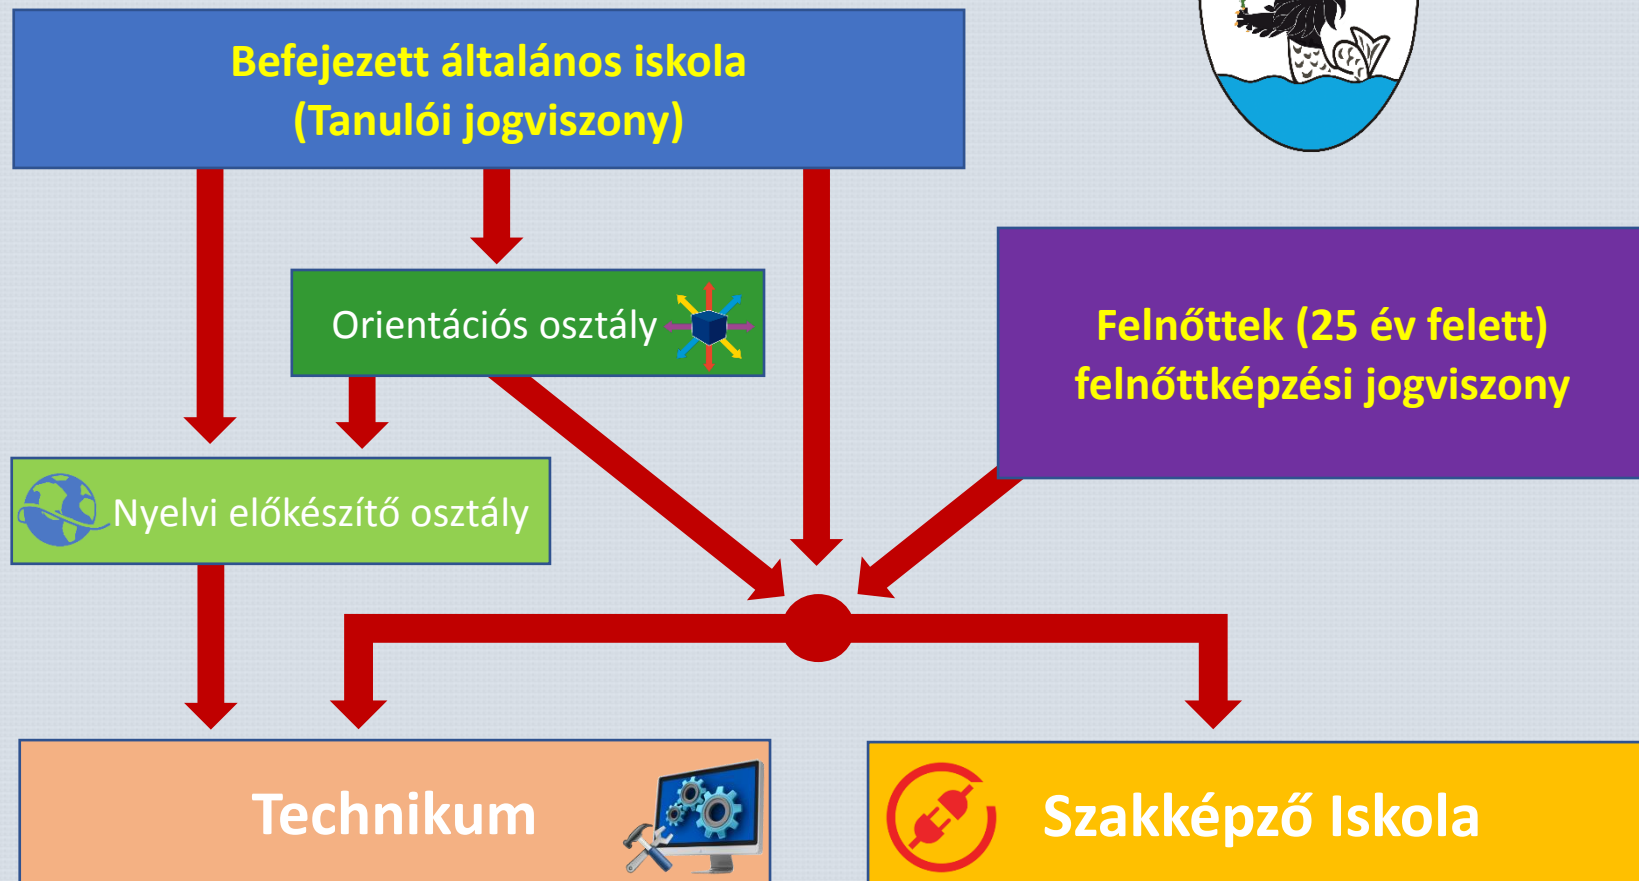 Befejezett általános iskola
(Tanulói jogviszony)
Orientációs osztály
Felnőttek (25 év felett)
felnőttképzési jogviszony
Nyelvi előkészítő osztály
Technikum
Szakképző Iskola